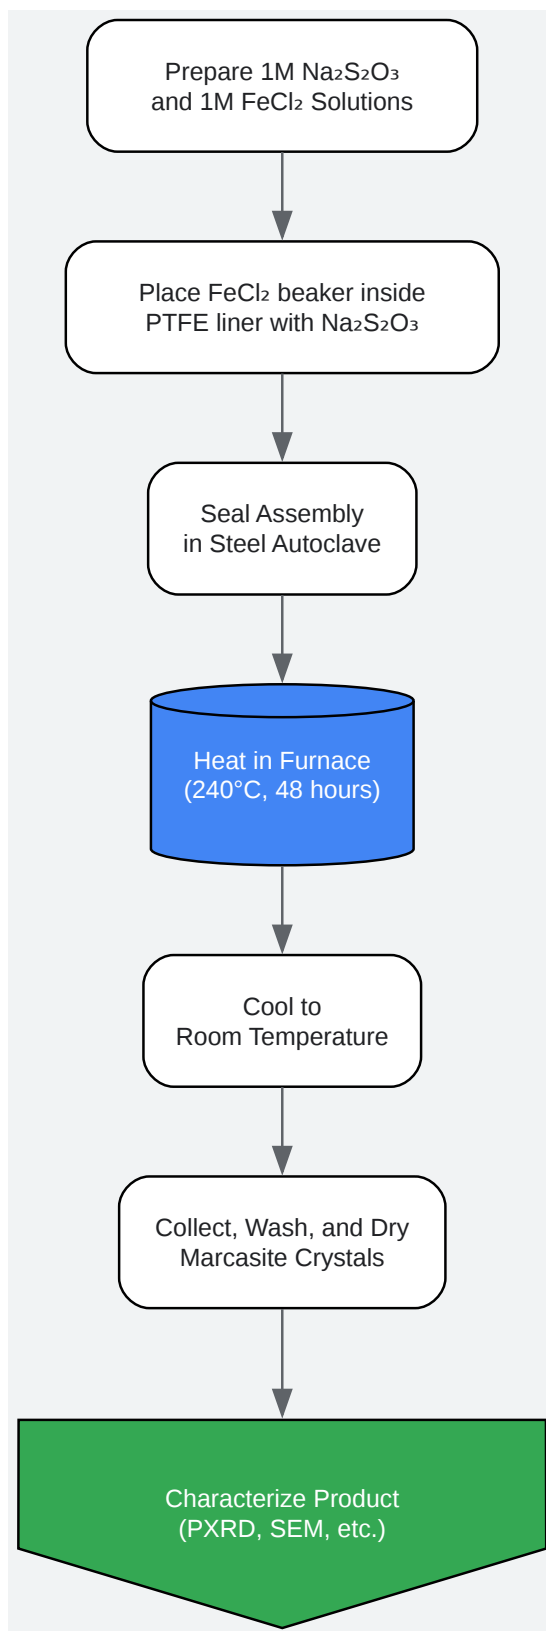 Prepare 1M Na₂S₂O₃
and 1M FeCl₂ Solutions
Place FeCl₂ beaker inside
PTFE liner with Na₂S₂O₃
Seal Assembly
in Steel Autoclave
Heat in Furnace
(240°C, 48 hours)
Cool to
Room Temperature
Collect, Wash, and Dry
Marcasite Crystals
Characterize Product
(PXRD, SEM, etc.)